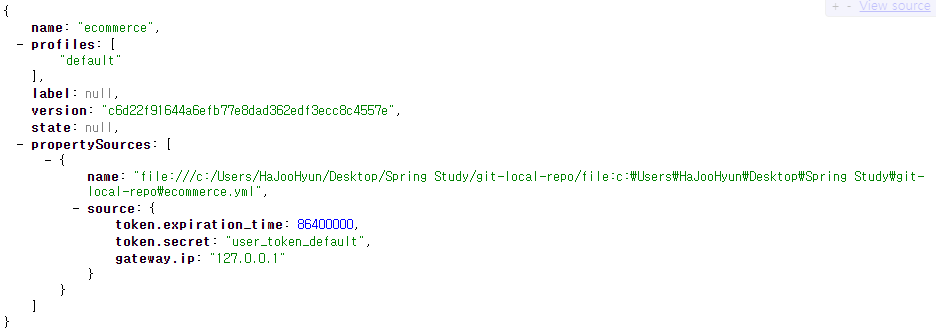 + - View source
{
name: "ecommerce",
- profiles: [
"default"
],
label: null,
version: "c6d22f91644a6efb77e8dad362edf3ecc8c4557e",
state: null,
- propertySources: [
- {
name: "file:///c:/Users/HaJooHyun/Desktop/Spring Study/git-local-repo/file:c:₩Users₩HaJooHyun₩Desktop₩Spring Study₩git-
local-repo₩ecommerce.yml",
- source: {
token.expiration_time: 86400000,
token.secret: "user_token_default",
gateway.ip: "127.0.0.1"
}
}
]
}